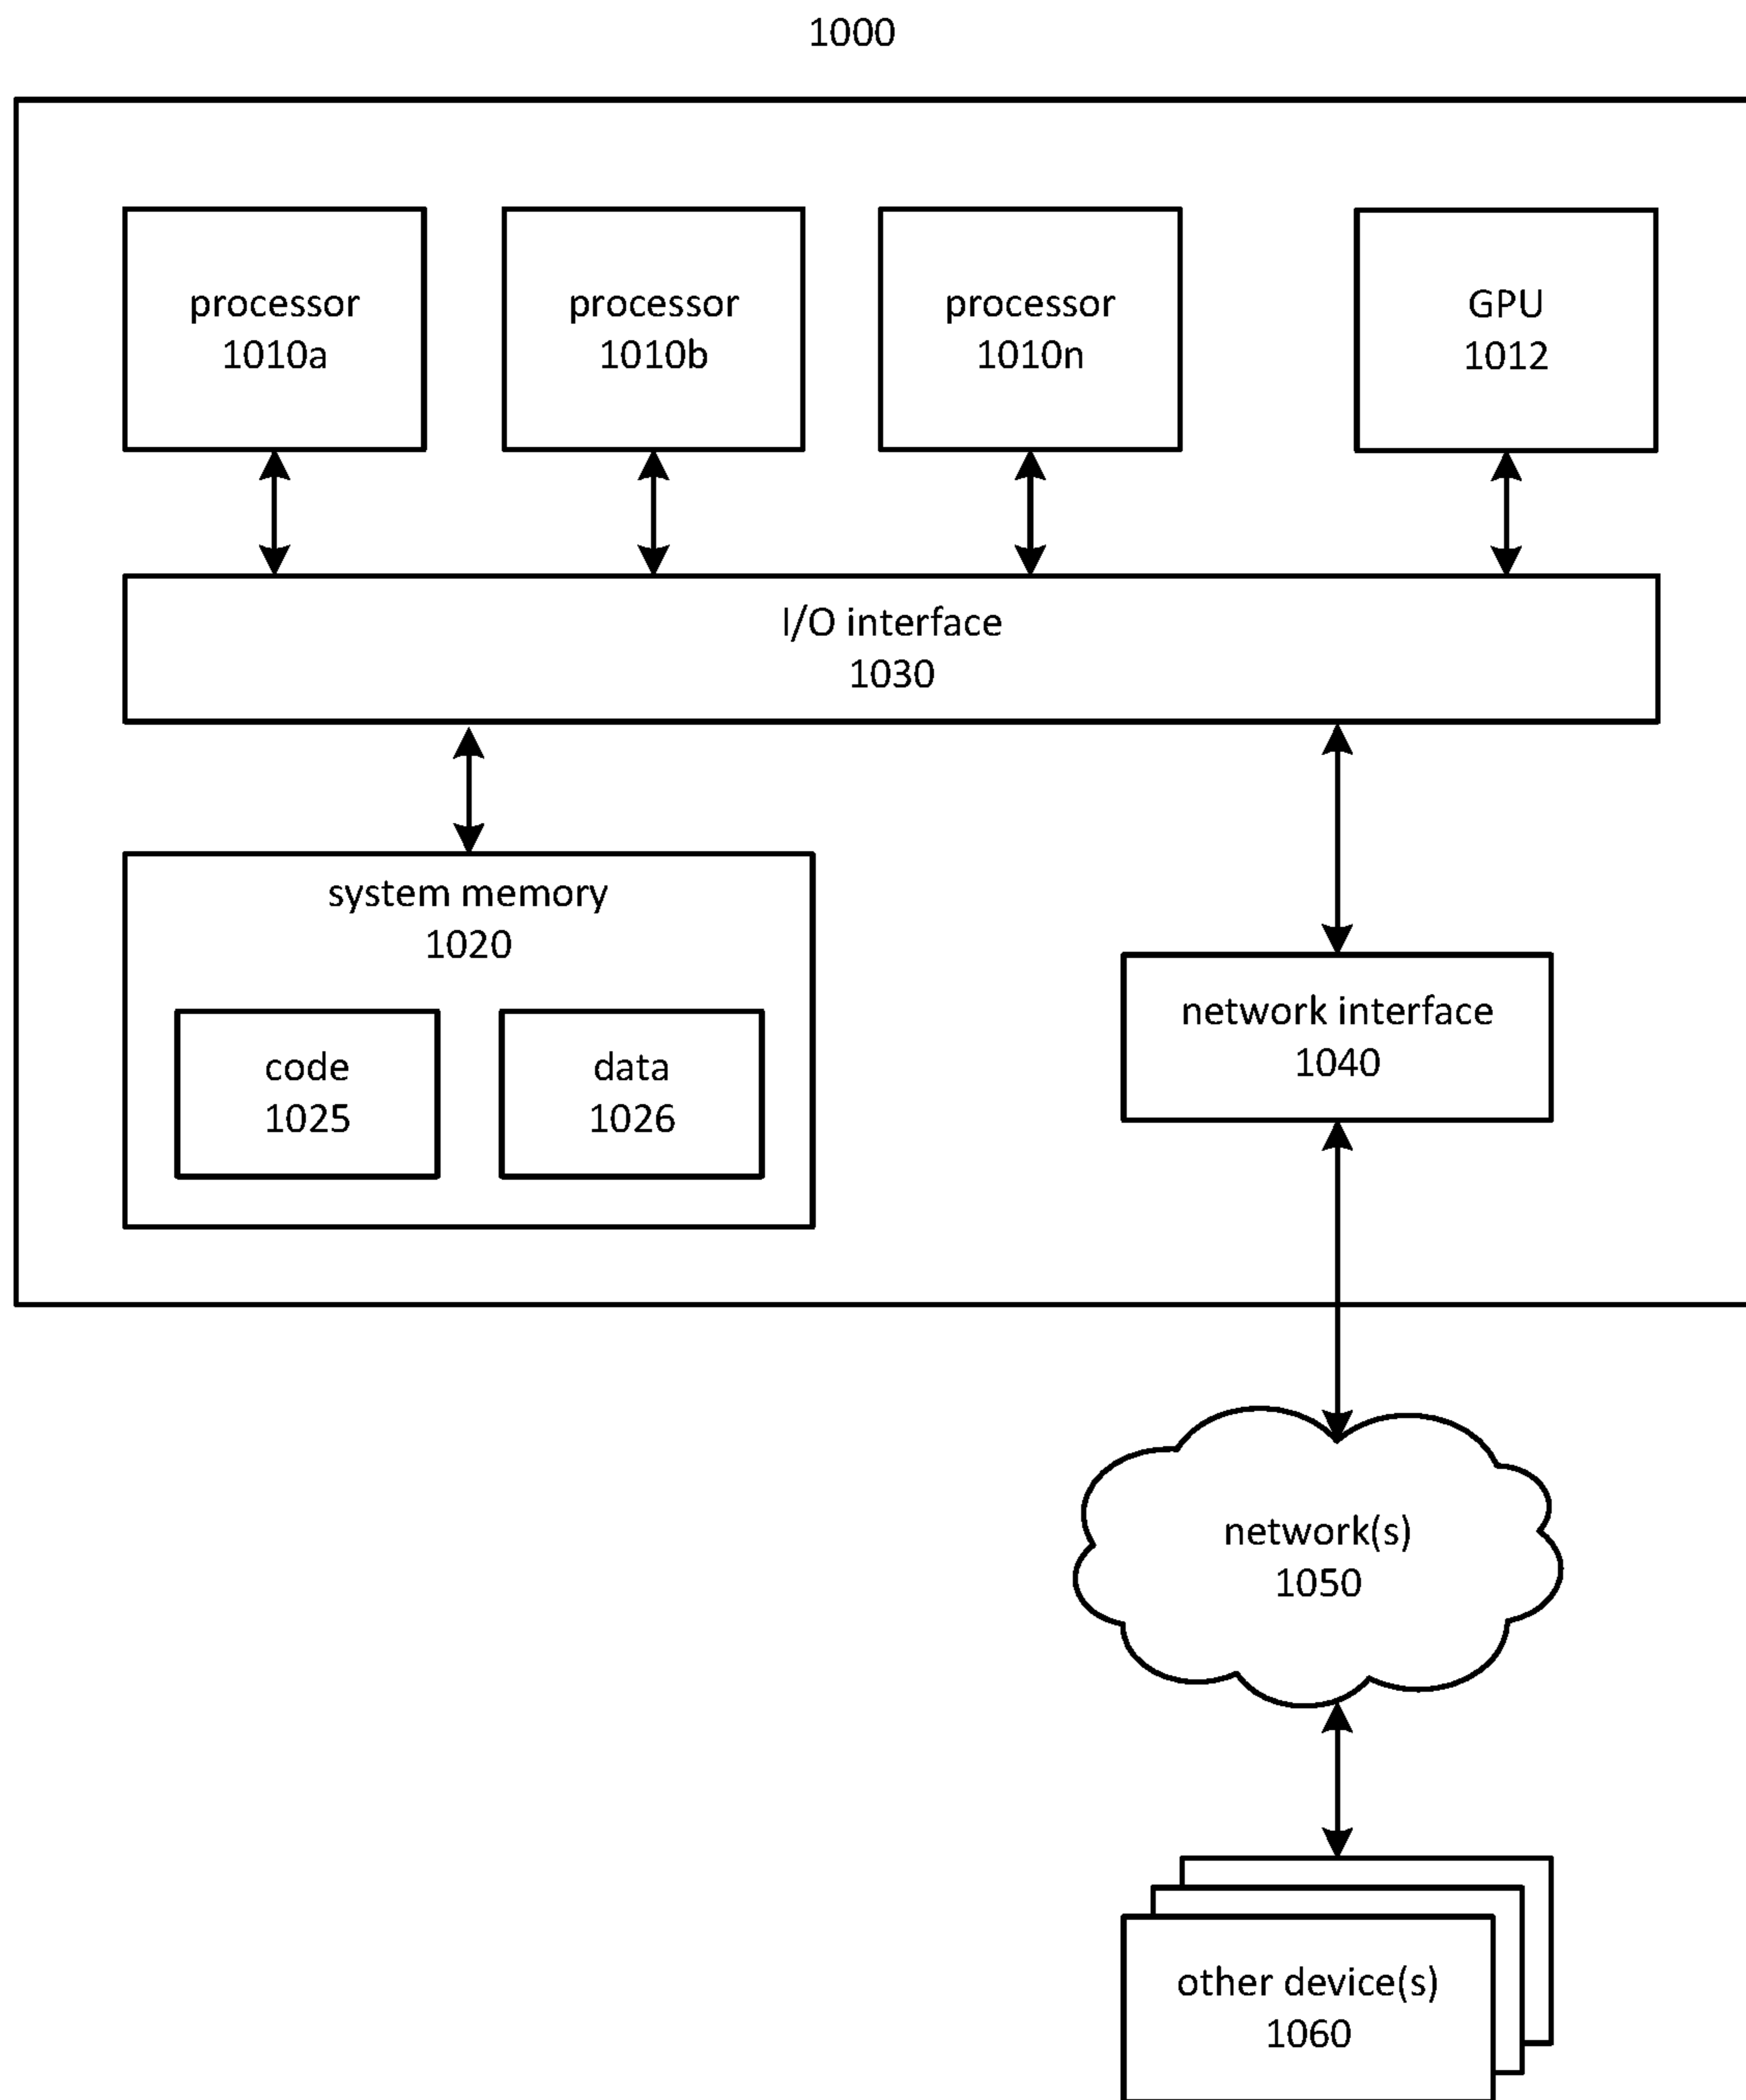 1000
processor
1010a
processor
1010b
processor
1010n
GPU
1012
I/O interface
1030
system memory
1020
code
1025
data
1026
network interface
1040
network(s)
1050
other device(s)
1060